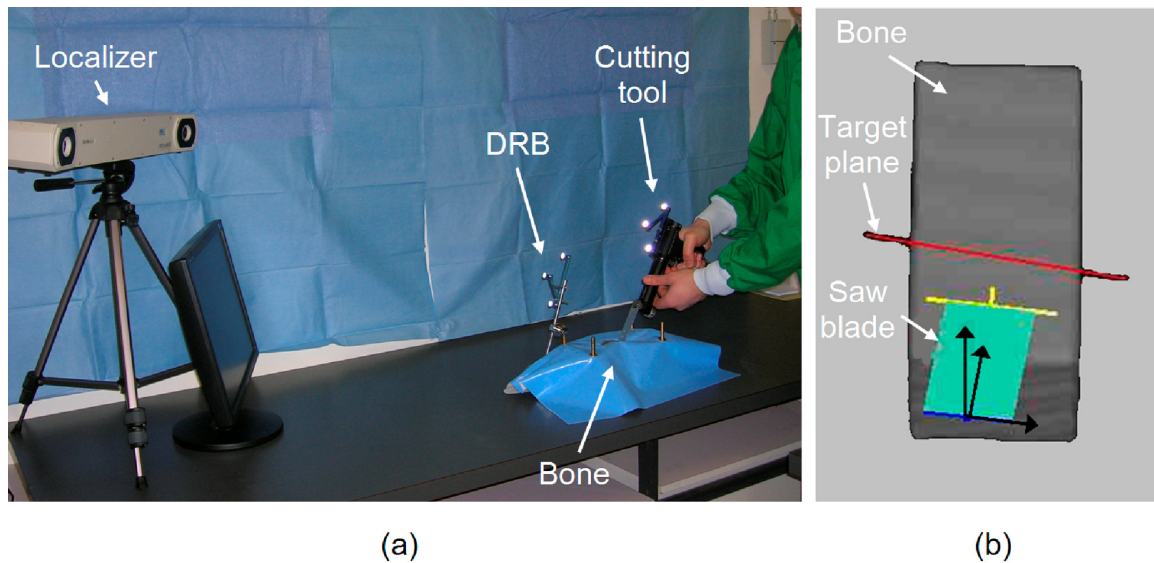 Localizer
Cutting
tool
DRB
Bone
(a)
Bone
Target
plane
Saw
blade
(b)